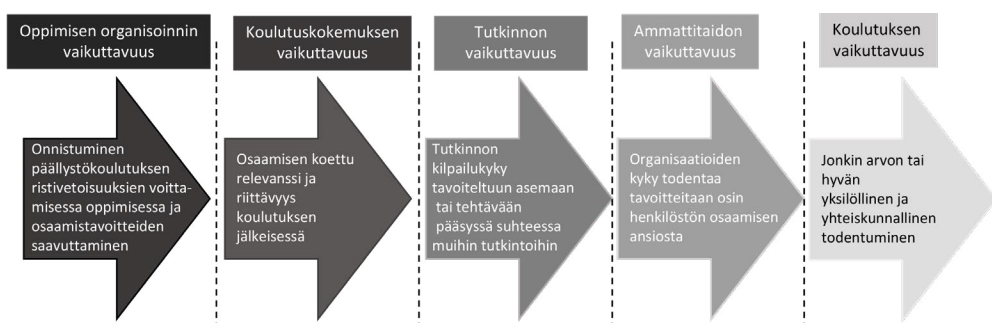 Oppimisen organisoinnin
vaikuttavuus
Koulutuskokemuksen
vaikuttavuus
Tutkinnon
vaikuttavuus
Ammattitaidon
vaikuttavuus
Koulutuksen
vaikuttavuus
Onnistuminen
päällystökoulutuksen
ristivetoisuuksien voitta-
misessa oppimisessa ja
osaamistavoitteiden
saavuttaminen
Osaamisen koettu
relevanssi ja
riittävyys
koulutuksen
jälkeisessä
Tutkinnon
kilpailukyky
tavoiteltuun asemaan
tai tehtävään
pääsyssä suhteessa
muihin tutkintoihin
Organisaatioiden
kyky todentaa
tavoitteitaan osin
henkilöstön osaamisen
ansiosta
Jonkin arvon tai
hyvän
yksilöllinen ja
yhteiskunnallinen
todentuminen